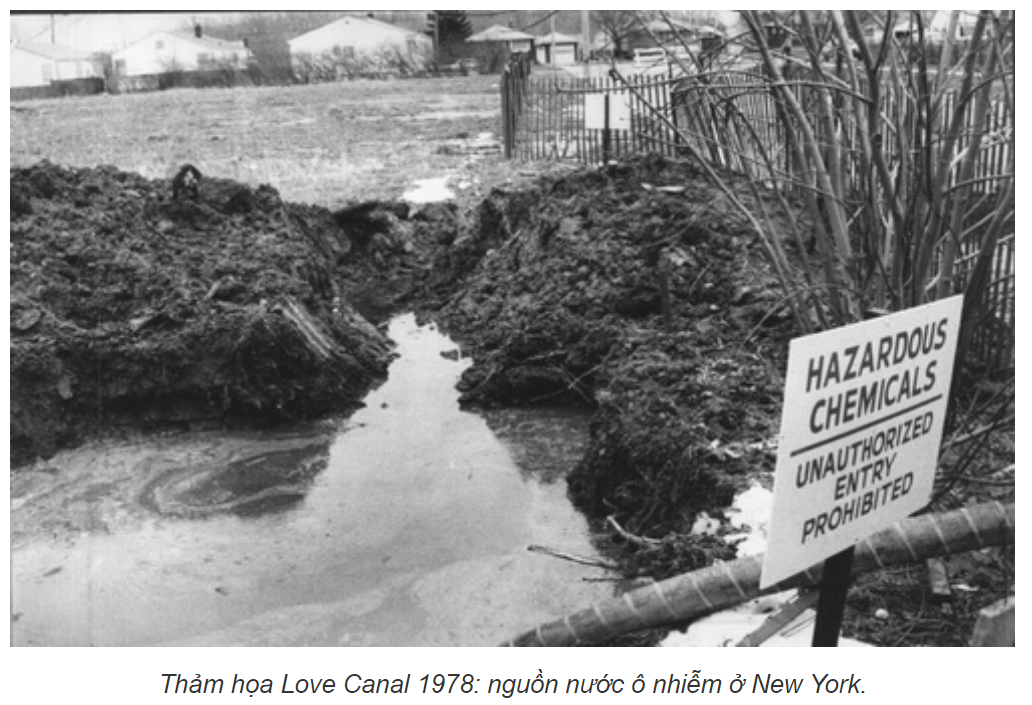 HAZARDOUS
CHEMICALS
UNAUTHORIZED
ENTRY
PROHIBITED
Thảm họa Love Canal 1978: nguồn nước ô nhiễm ở New York.